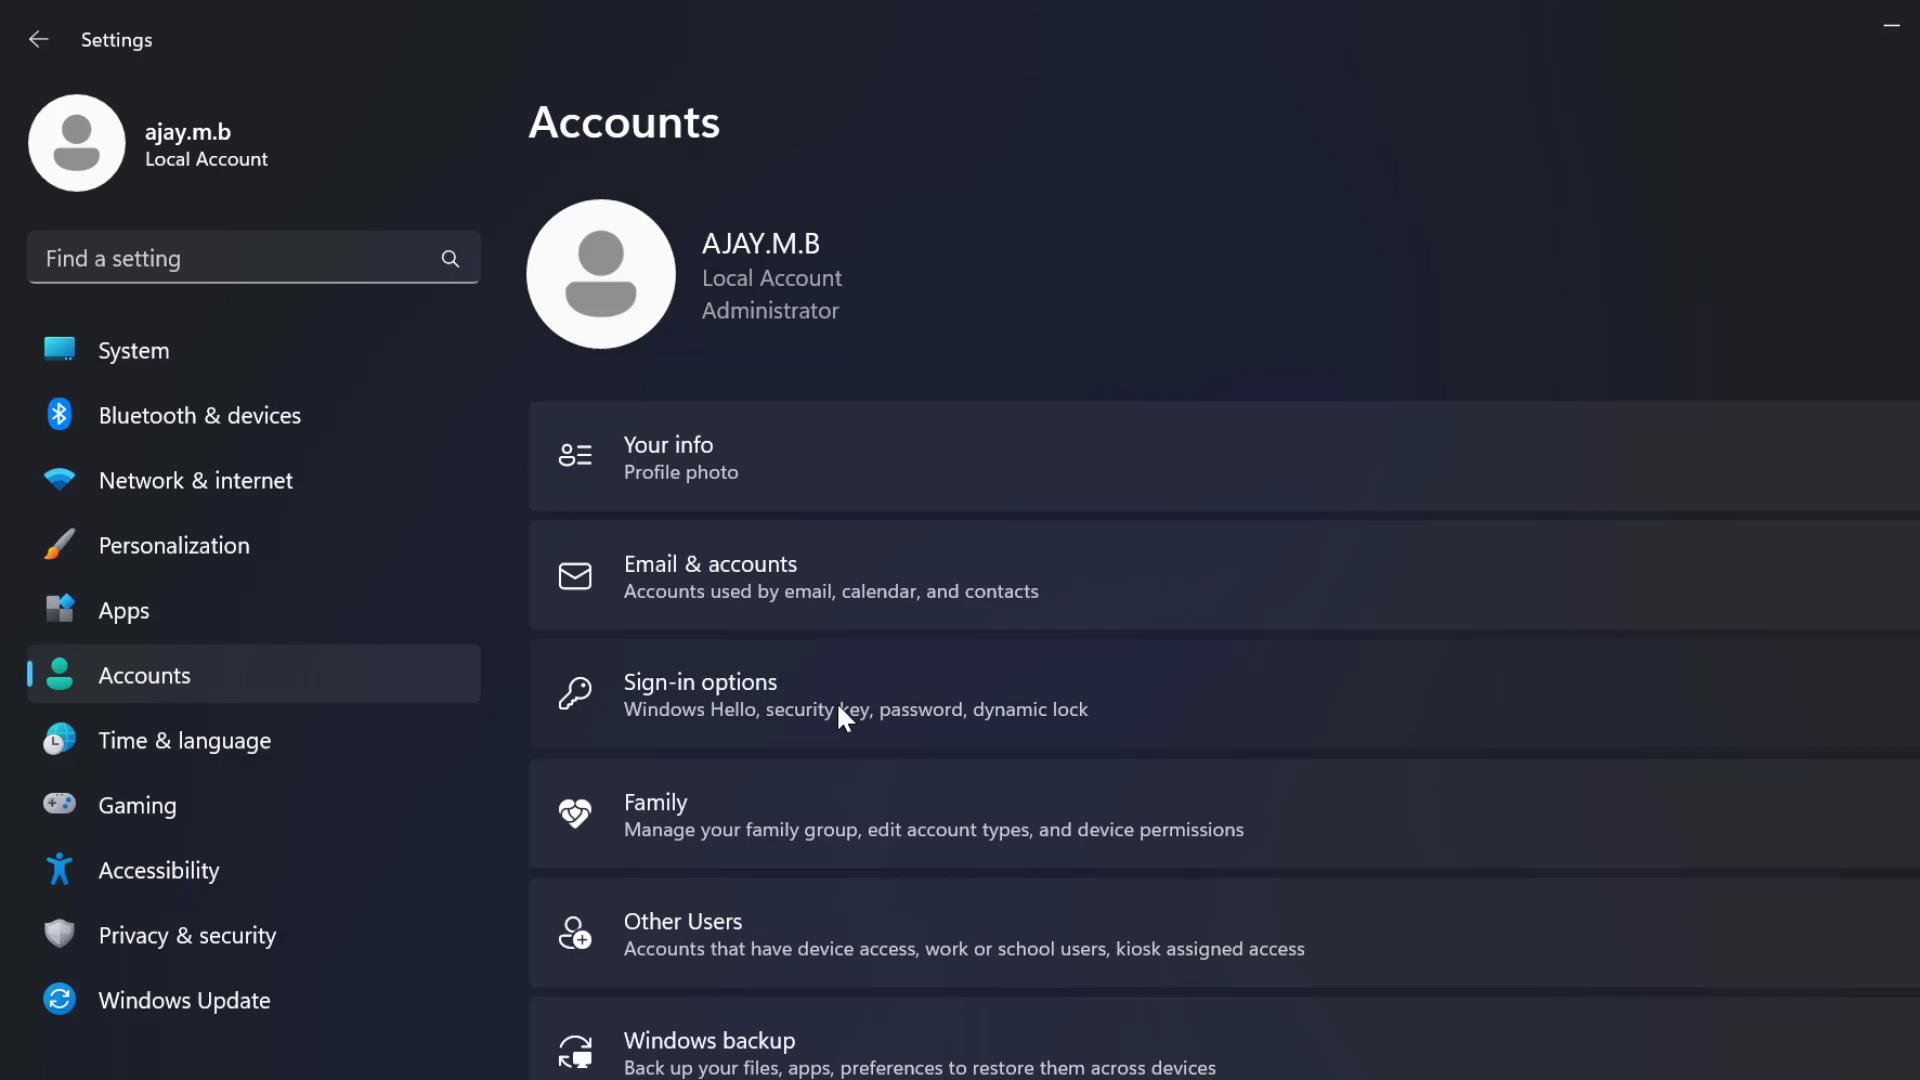 Settings
ajay.m.b
Local Account
Find a setting
System
Bluetooth & devices
Network & internet
Personalization
Apps
Accounts
Time & language
Gaming
Accessibility
Privacy & security
Windows Update
Accounts
AJAY.M.B
Local Account
Administrator
Your info
Profile photo
Email & accounts
Accounts used by email, calendar, and contacts
Sign-in options
Windows Hello, security key, password, dynamic lock
Family
Manage your family group, edit account types, and device permissions
Other Users
Accounts that have device access, work or school users, kiosk assigned access
Windows backup
Back up your files, apps, preferences to restore them across devices